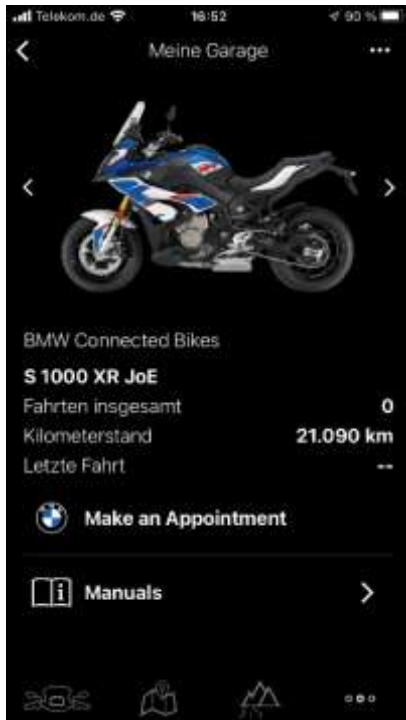 Telekom.de 16:52 90 %
Meine Garage
BMW Connected Bikes
S 1000 XR JoE
Fahrten insgesamt 0
Kilometerstand 21.090 km
Letzte Fahrt --
Make an Appointment
Manuals